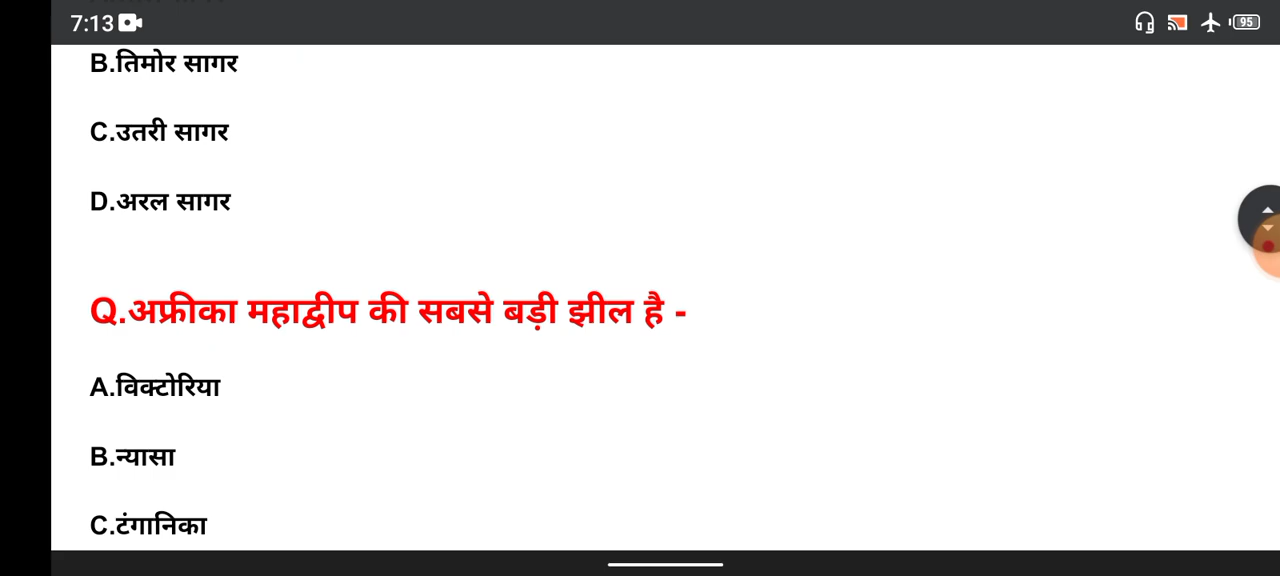 7:13
95
B.तिमोर सागर
C.उतरी सागर
D.अरल सागर
Q.अफ्रीका महाद्वीप की सबसे बड़ी झील है -
A.विक्टोरिया
B.न्यासा
C.टंगानिका